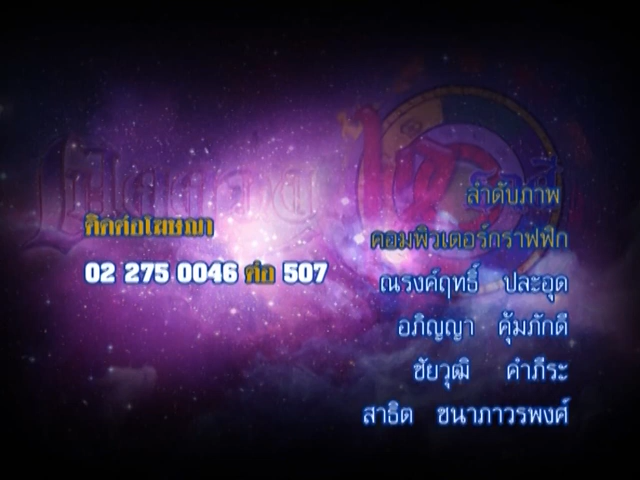 ติดต่อโฆษณา
02 275 0046 ต่อ 507
ลำดับภาพ
คอมพิวเตอร์กราฟฟิก
ณรงค์ฤทธิ์ ปละอุด
อภิญญา คุ้มภักดี
ชัยวุฒิ คำภีระ
สาธิต ชนาภาวรพงศ์